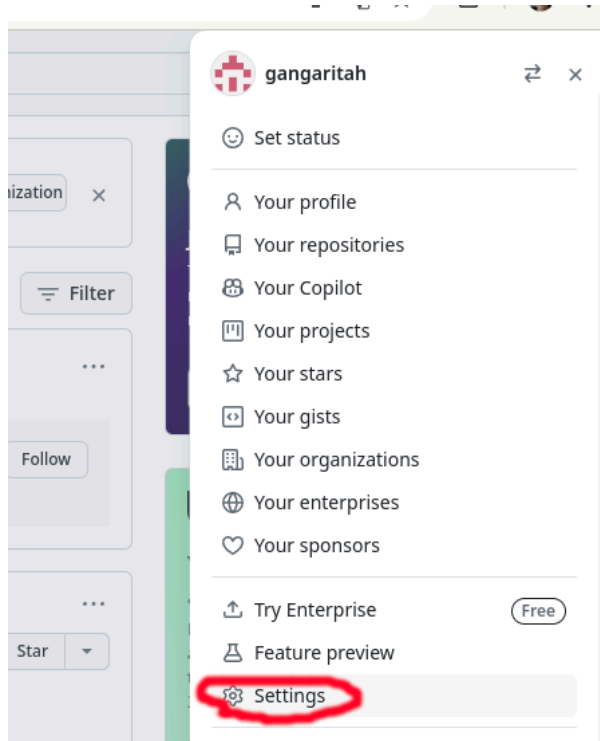 gangaritah
Set status
Your profile
Your repositories
Your Copilot
Your projects
Your stars
Your gists
Your organizations
Your enterprises
Your sponsors
Try Enterprise
Free
Feature preview
Settings
nization
Filter
Follow
Star